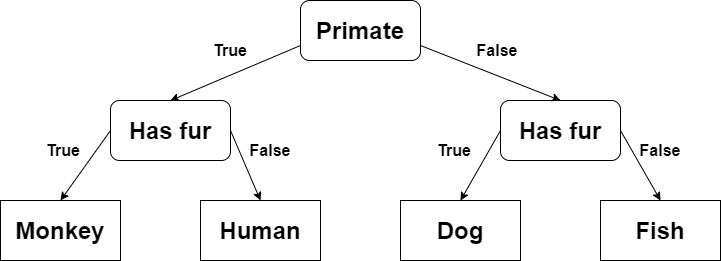 Primate
True
False
Has fur
Has fur
True
False
True
False
Monkey
Human
Dog
Fish